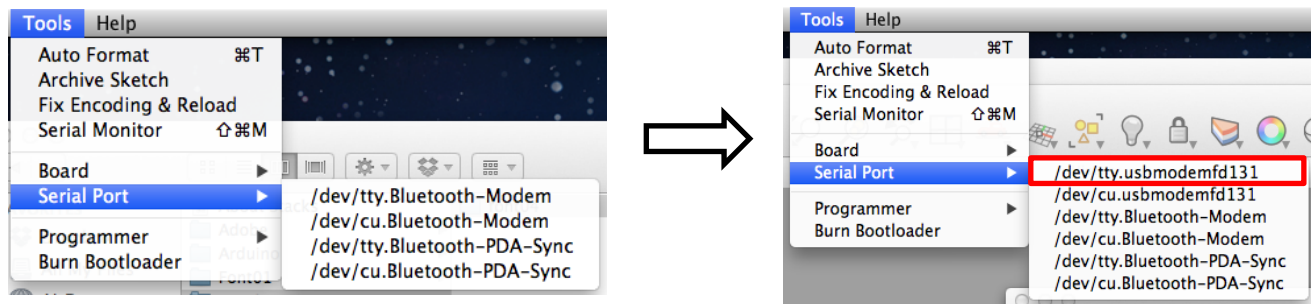 Tools Help
Auto Format ⌘T
Archive Sketch
Fix Encoding & Reload
Serial Monitor ⇧⌘M
Board ▶
Serial Port ▶
Programmer ▶
Burn Bootloader
/dev/tty.Bluetooth-Modem
/dev/cu.Bluetooth-Modem
/dev/tty.Bluetooth-PDA-Sync
/dev/cu.Bluetooth-PDA-Sync
Tools Help
Auto Format ⌘T
Archive Sketch
Fix Encoding & Reload
Serial Monitor ⇧⌘M
Board ▶
Serial Port ▶
Programmer ▶
Burn Bootloader
/dev/tty.usbmodemfd131
/dev/cu.usbmodemfd131
/dev/tty.Bluetooth-Modem
/dev/cu.Bluetooth-Modem
/dev/tty.Bluetooth-PDA-Sync
/dev/cu.Bluetooth-PDA-Sync